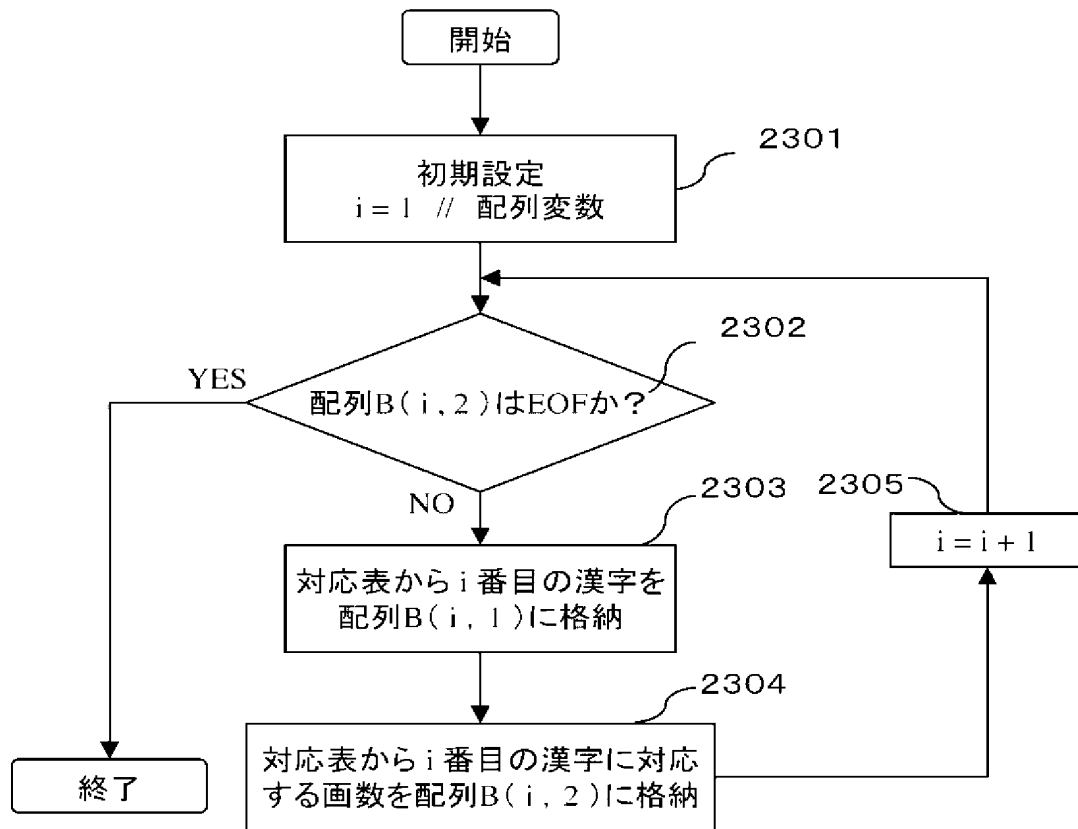 開始
2301
初期設定
i = 1 // 配列変数
2302
YES
配列B(i,2)はEOFか？
NO
2303
2305
i = i + 1
対応表からi番目の漢字を
配列B(i,1)に格納
2304
対応表からi番目の漢字に対応
する画数を配列B(i,2)に格納
終了